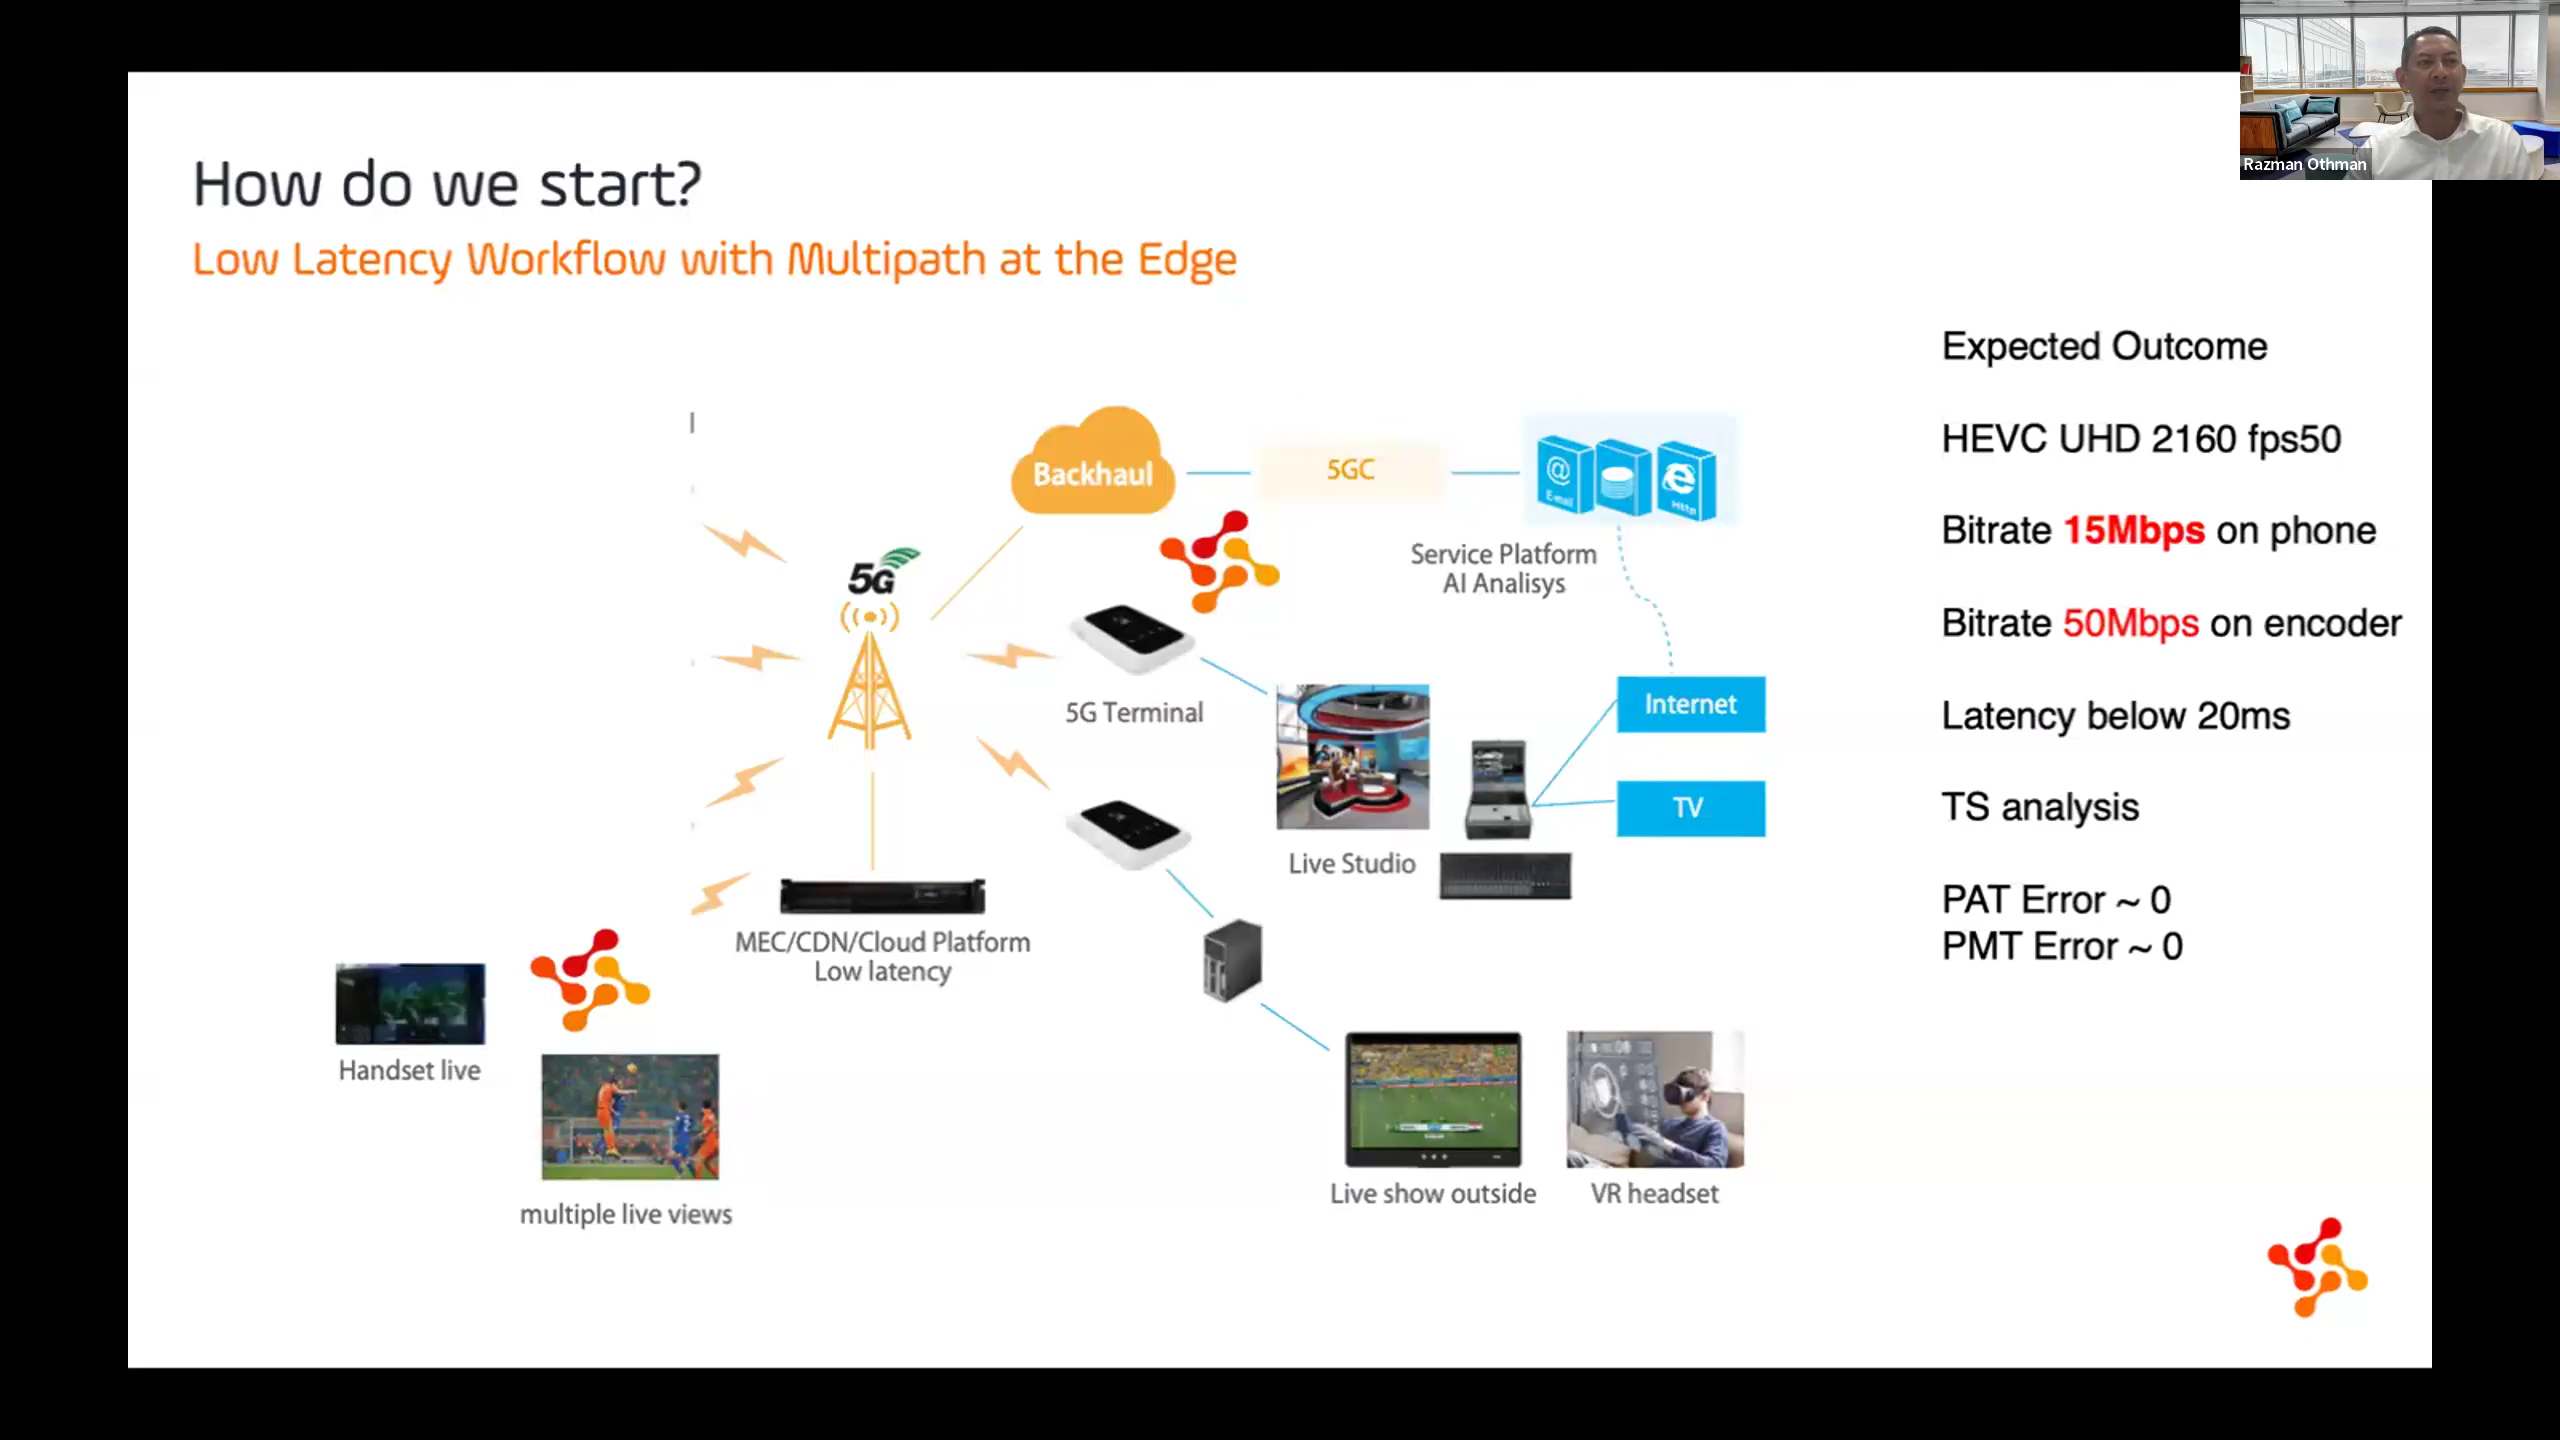 Razman Othman
How do we start?
Low Latency Workflow with Multipath at the Edge
Backhaul
5GC
E-mail
Http
Service Platform
AI Analisys
5G
5G Terminal
Internet
TV
Live Studio
MEC/CDN/Cloud Platform
Low latency
Handset live
multiple live views
Live show outside
VR headset
Expected Outcome
HEVC UHD 2160 fps50
Bitrate 15Mbps on phone
Bitrate 50Mbps on encoder
Latency below 20ms
TS analysis
PAT Error ~ 0
PMT Error ~ 0